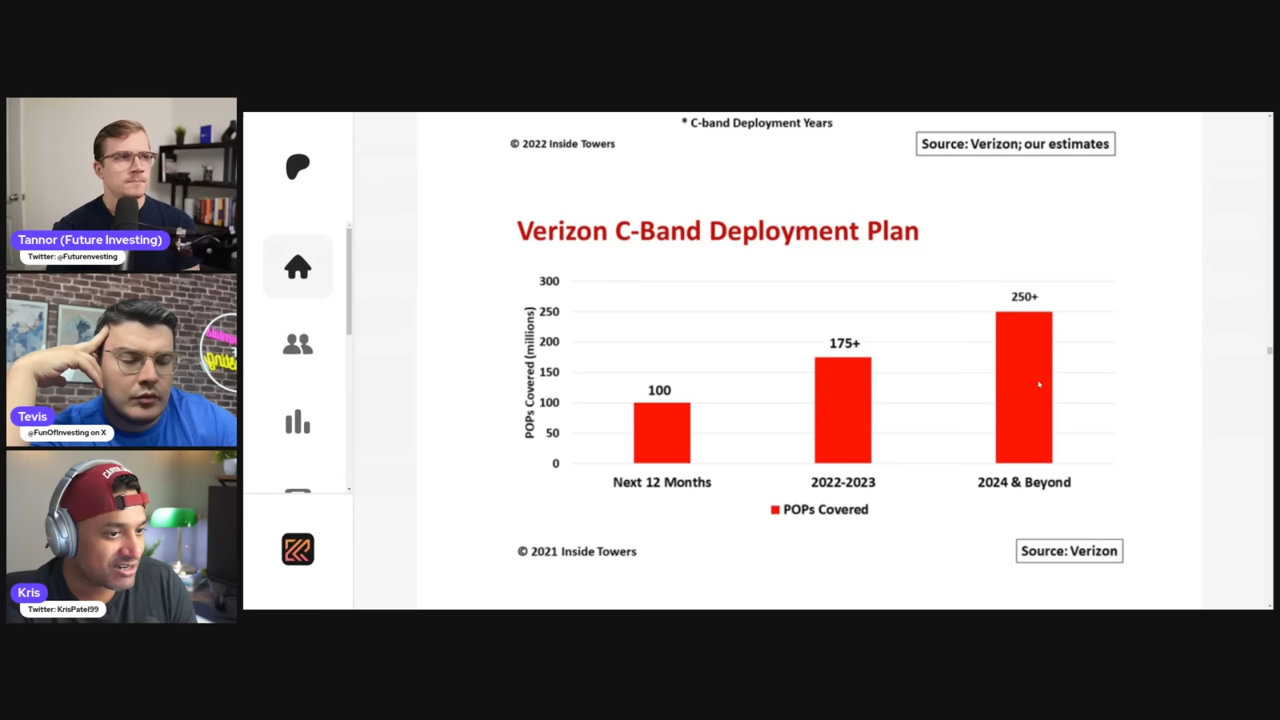 Tannor (Future Investing)
Twitter: @Futurenvesting
Tevis
@FunOfInvesting on X
CAROLINA
Kris
Twitter: KrisPatel99
* C-band Deployment Years
© 2022 Inside Towers
Source: Verizon; our estimates
Verizon C-Band Deployment Plan
POPs Covered (millions)
300
250
200
150
100
50
0
100
175+
250+
Next 12 Months
2022-2023
2024 & Beyond
POPs Covered
© 2021 Inside Towers
Source: Verizon